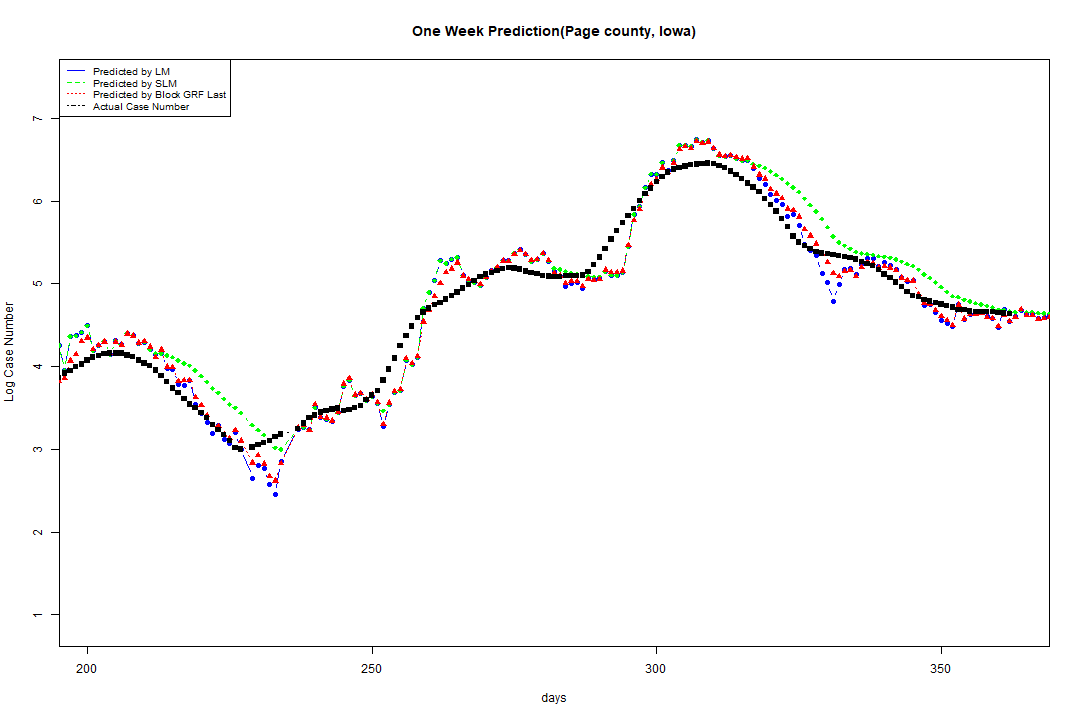 One Week Prediction(Page county, Iowa)
Predicted by LM
Predicted by SLM
Predicted by Block GRF Last
Actual Case Number
7
6
5
4
3
2
1
Log Case Number
200 250 300 350
days